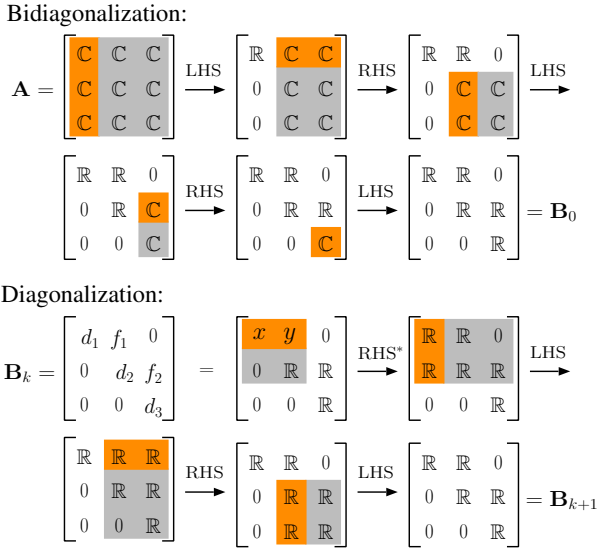 Bidiagonalization:
ℂ ℂ ℂ LHS ℝ ℂ ℂ RHS ℝ ℝ 0 LHS
A = ℂ ℂ ℂ 0 ℂ ℂ 0 ℂ ℂ
ℂ ℂ ℂ 0 ℂ ℂ 0 ℂ ℂ
ℝ ℝ 0 RHS ℝ ℝ 0 LHS ℝ ℝ 0
0 ℝ ℂ 0 ℝ ℝ 0 ℝ ℝ = B₀
0 0 ℂ 0 0 ℂ 0 0 ℝ
Diagonalization:
d₁ f₁ 0 x y 0 RHS* ℝ ℝ 0 LHS
Bₖ = 0 d₂ f₂ = 0 ℝ ℝ ℝ ℝ ℝ
0 0 d₃ 0 0 ℝ 0 0 ℝ
ℝ ℝ ℝ RHS ℝ ℝ 0 LHS ℝ ℝ 0
0 ℝ ℝ 0 ℝ ℝ 0 ℝ ℝ = Bₖ₊₁
0 0 ℝ 0 ℝ ℝ 0 0 ℝ